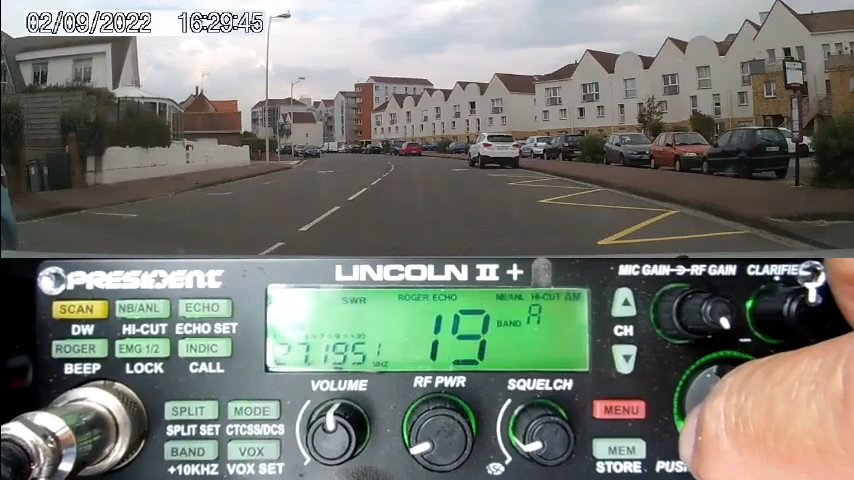 02/09/2022 16:29:45
PRESIDENT LINCOLN II + MIC GAIN RF GAIN CLARIFIER
SCAN NB/ANL ECHO SWR ROGER ECHO NB/ANL HI-CUT AM
DW HI-CUT ECHO SET 19 BAND A CH
ROGER EMG 1/2 INDIC
BEEP LOCK CALL
VOLUME RF PWR SQUELCH
SPLIT MODE MENU
SPLIT SET CTCSS/DCS
BAND VOX MEM
+10KHZ VOX SET STORE PUSH